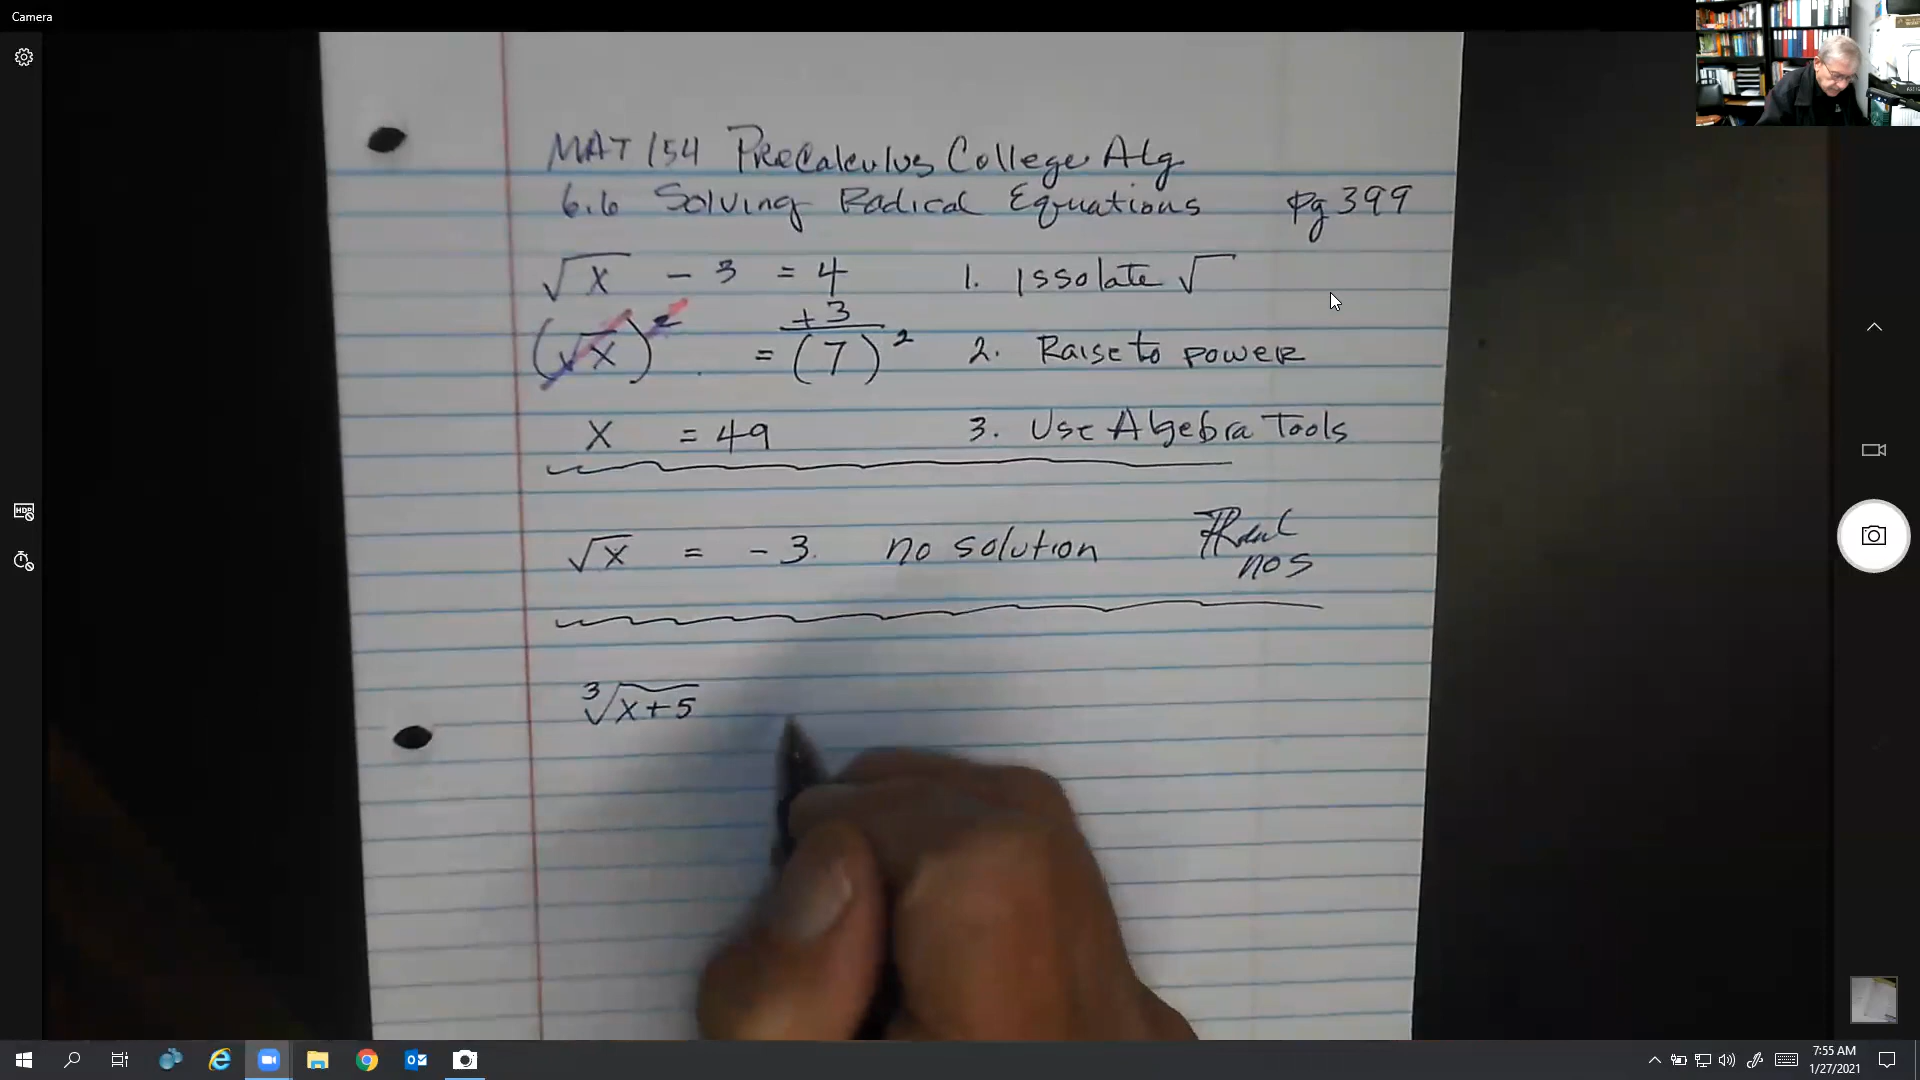 Camera
MAT 154 Precalculus College Alg
6.6 Solving Radical Equations pg 399
√x - 3 = 4 1. Issolate √
+3
(√x)² = (7)² 2. Raise to power
x = 49 3. Use Algebra Tools
√x = -3. no solution Real
nos
³√x+5
7:55 AM
1/27/2021